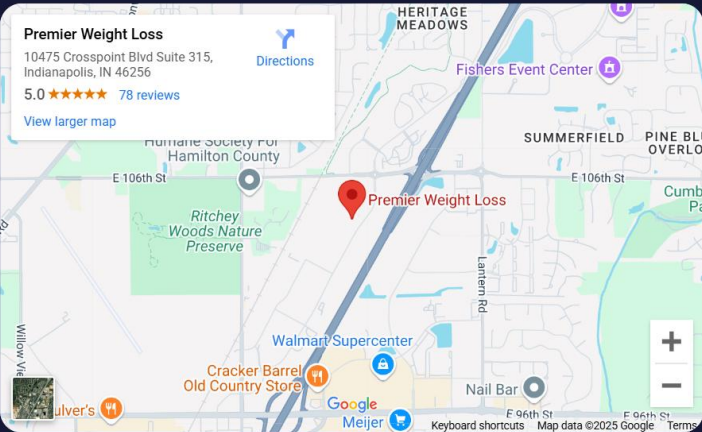 Premier Weight Loss
10475 Crosspoint Blvd Suite 315,
Indianapolis, IN 46256
5.0 ★★★★★ 78 reviews
View larger map
Directions
HERITAGE
MEADOWS
Fishers Event Center
SUMMERFIELD
PINE BL
OVERLO
Humane Society For
Hamilton County
E 106th St
E 106th St
Premier Weight Loss
Cumb
Pa
Ritchey
Woods Nature
Preserve
Lantern Rd
Willow Vie
Walmart Supercenter
Cracker Barrel
Old Country Store
Nail Bar
ulver's
Google
Meijer
E 96th St
E 96th St
Keyboard shortcuts
Map data ©2025 Google
Terms